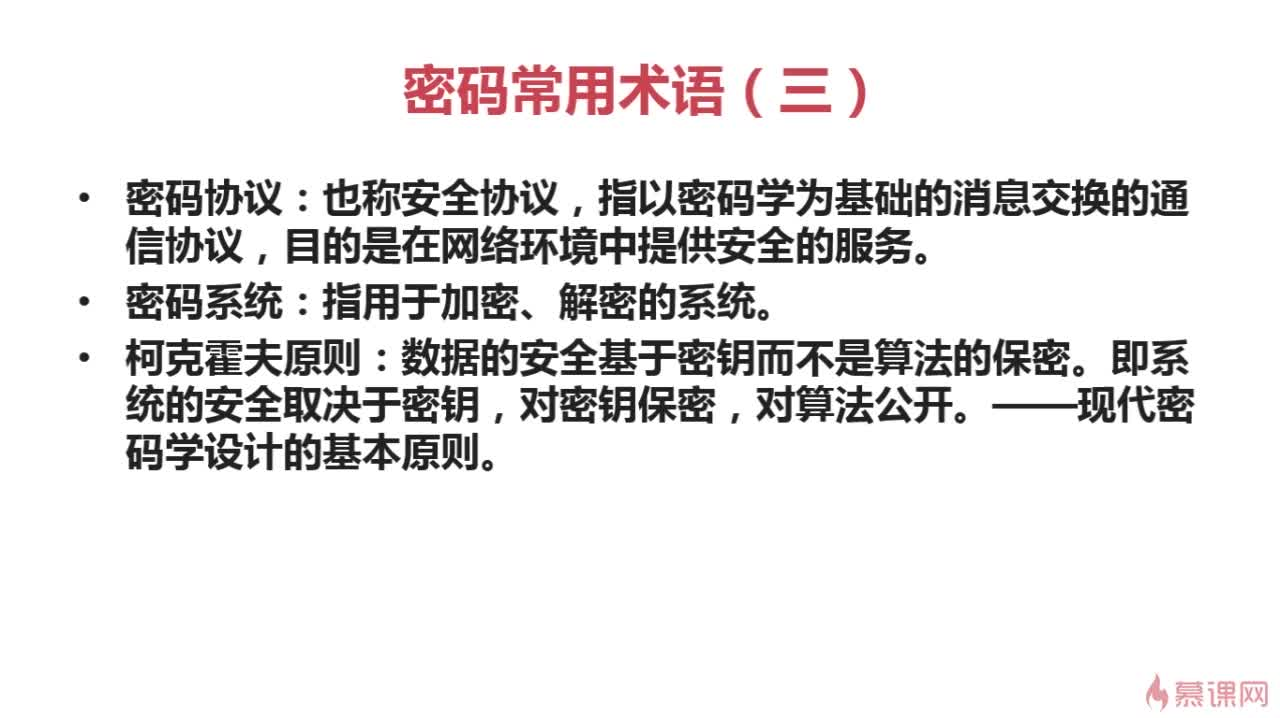 密码常用术语（三）
• 密码协议：也称安全协议，指以密码学为基础的消息交换的通
信协议，目的是在网络环境中提供安全的服务。
• 密码系统：指用于加密、解密的系统。
• 柯克霍夫原则：数据的安全基于密钥而不是算法的保密。即系
统的安全取决于密钥，对密钥保密，对算法公开。——现代密
码学设计的基本原则。
慕课网